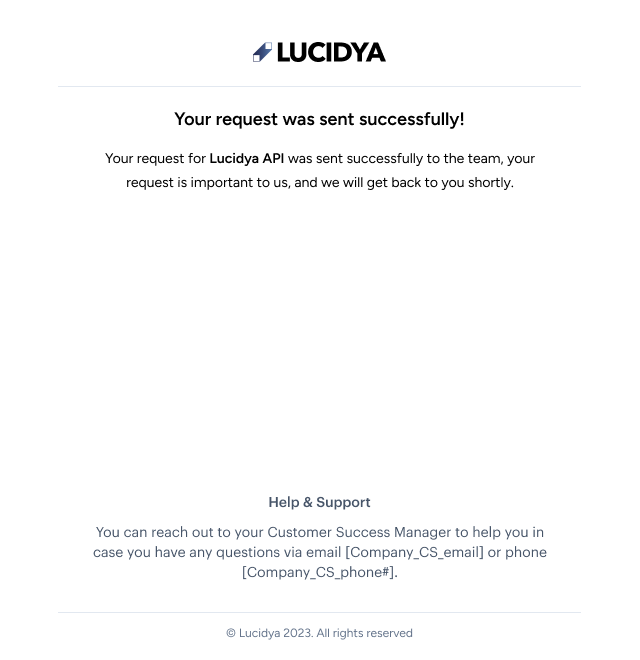 LUCIDYA
Your request was sent successfully!
Your request for Lucidya API was sent successfully to the team, your
request is important to us, and we will get back to you shortly.
Help & Support
You can reach out to your Customer Success Manager to help you in
case you have any questions via email [Company_CS_email] or phone
[Company_CS_phone#].
© Lucidya 2023. All rights reserved